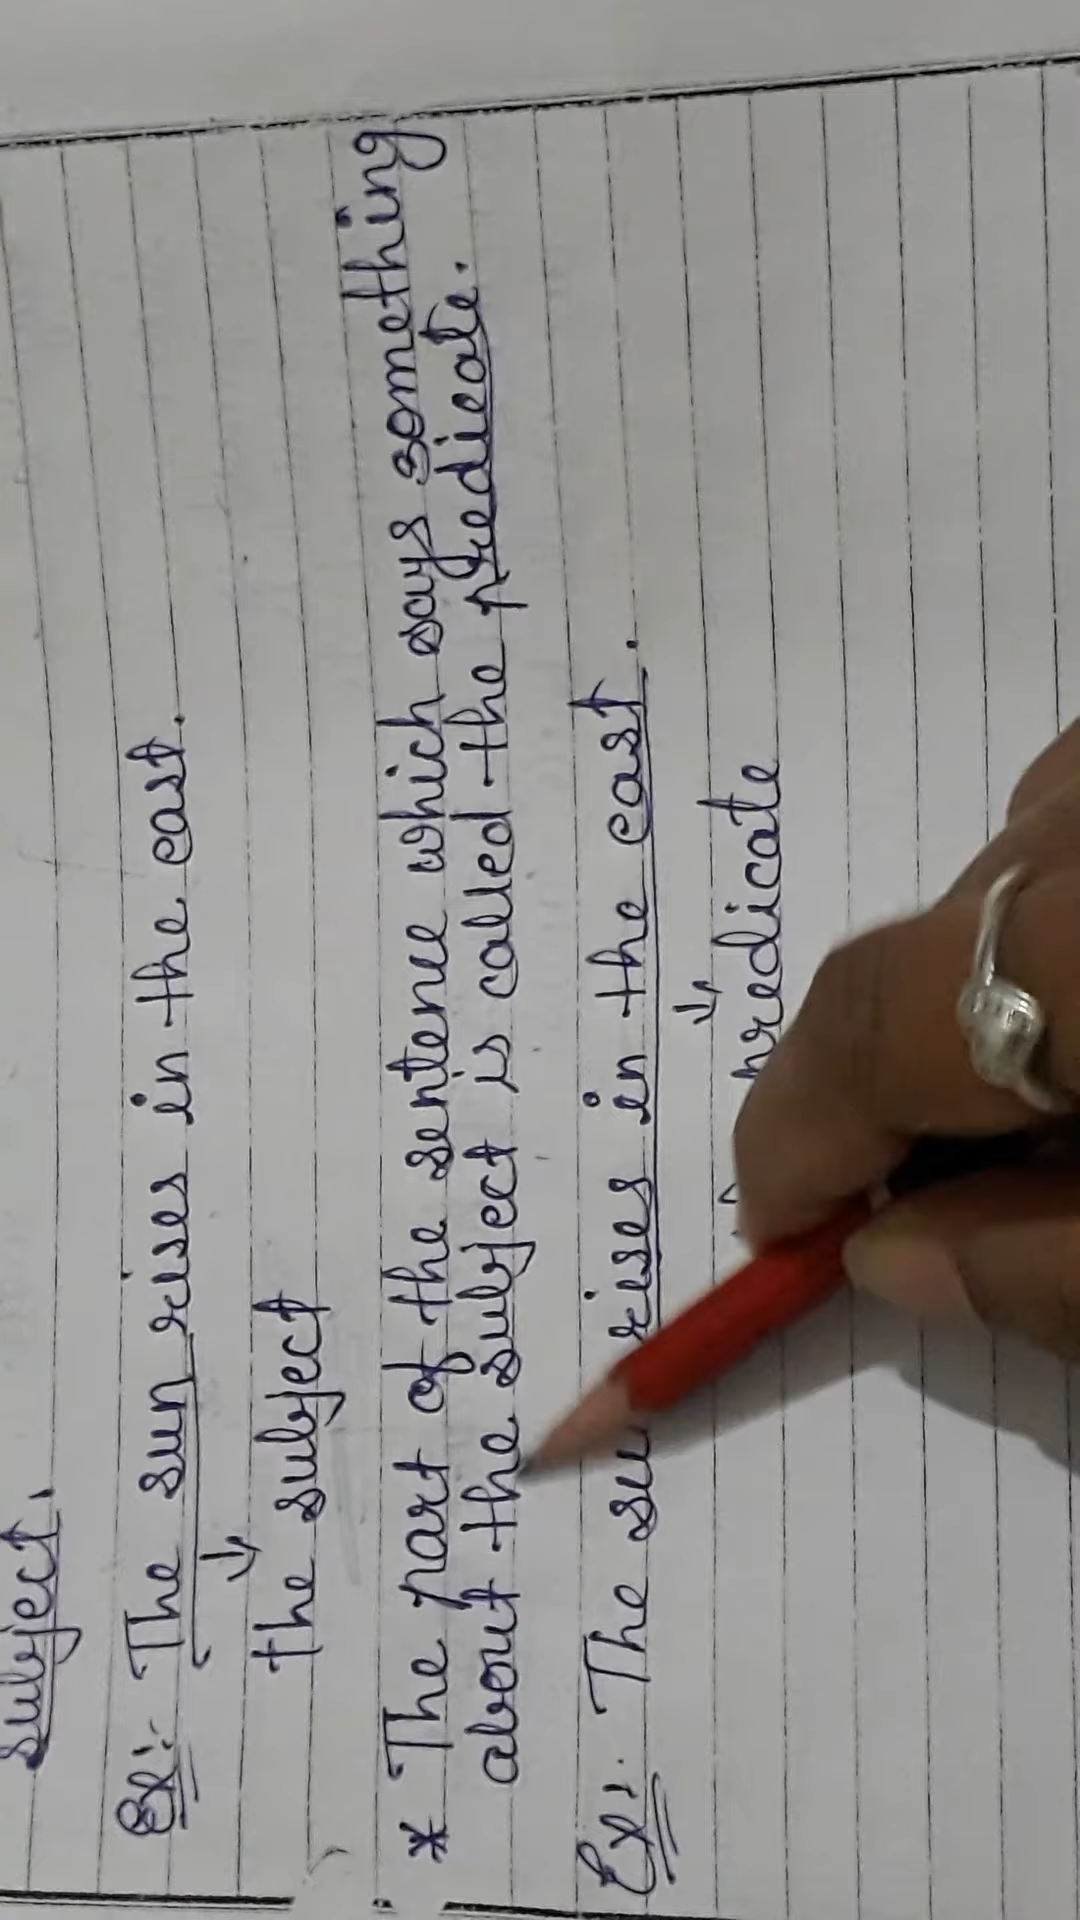 subject.
Ex:- The sun rises in the east.
the subject
* The part of the sentence which says something
about the subject is called the predicate.
Ex:- The su rises in the east.
predicate